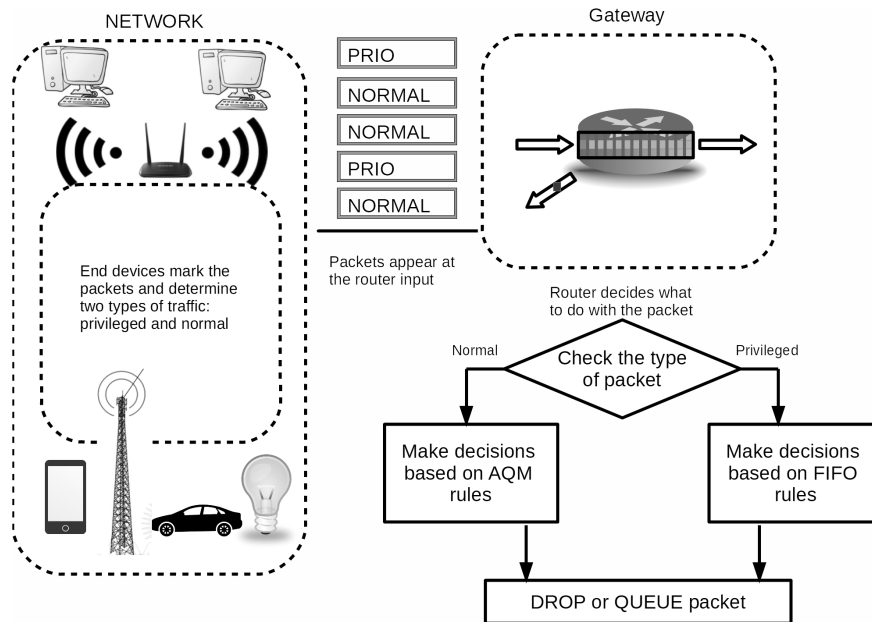 NETWORK
PRIO
NORMAL
NORMAL
PRIO
NORMAL
Gateway
End devices mark the
packets and determine
two types of traffic:
privileged and normal
Packets appear at
the router input
Router decides what
to do with the packet
Normal
Check the type
of packet
Privileged
Make decisions
based on AQM
rules
Make decisions
based on FIFO
rules
DROP or QUEUE packet